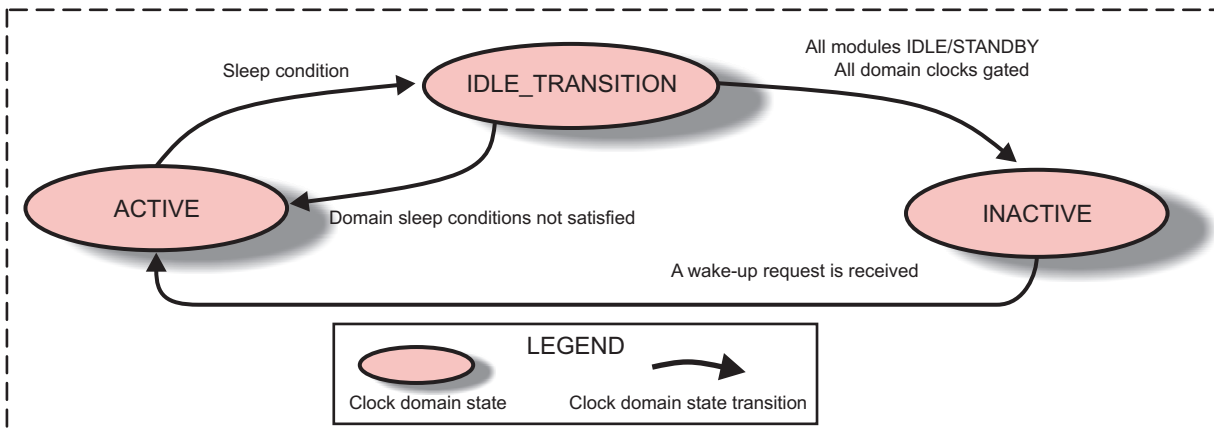 All modules IDLE/STANDBY
All domain clocks gated
Sleep condition
IDLE_TRANSITION
ACTIVE
Domain sleep conditions not satisfied
INACTIVE
A wake-up request is received
LEGEND
Clock domain state
Clock domain state transition